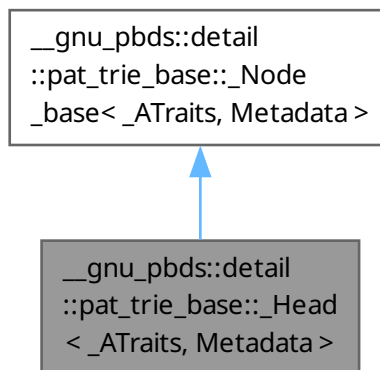 __gnu_pbds::detail
::pat_trie_base::_Node
_base< _ATraits, Metadata >
__gnu_pbds::detail
::pat_trie_base::_Head
< _ATraits, Metadata >